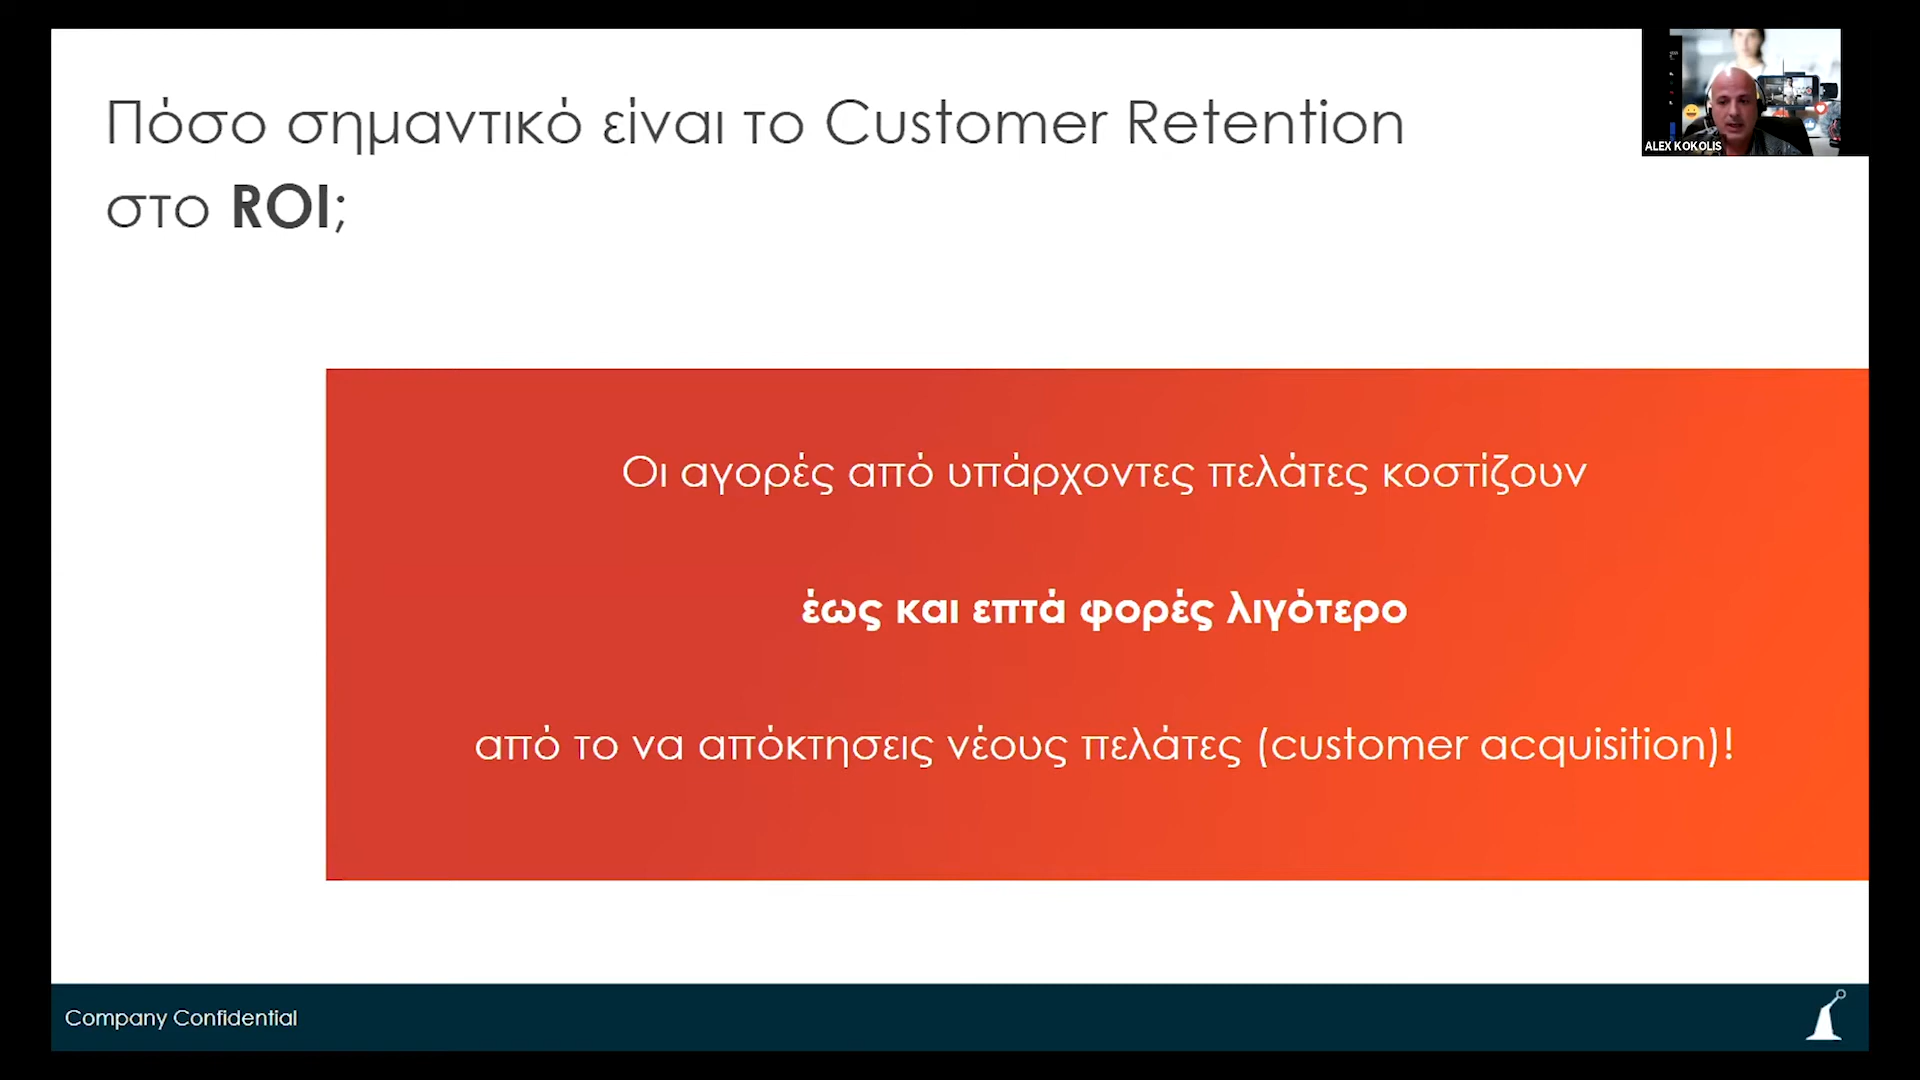 Πόσο σημαντικό είναι το Customer Retention
στο ROI;
ALEX KOKOLIS
Οι αγορές από υπάρχοντες πελάτες κοστίζουν
έως και επτά φορές λιγότερο
από το να απόκτησεις νέους πελάτες (customer acquisition)!
Company Confidential